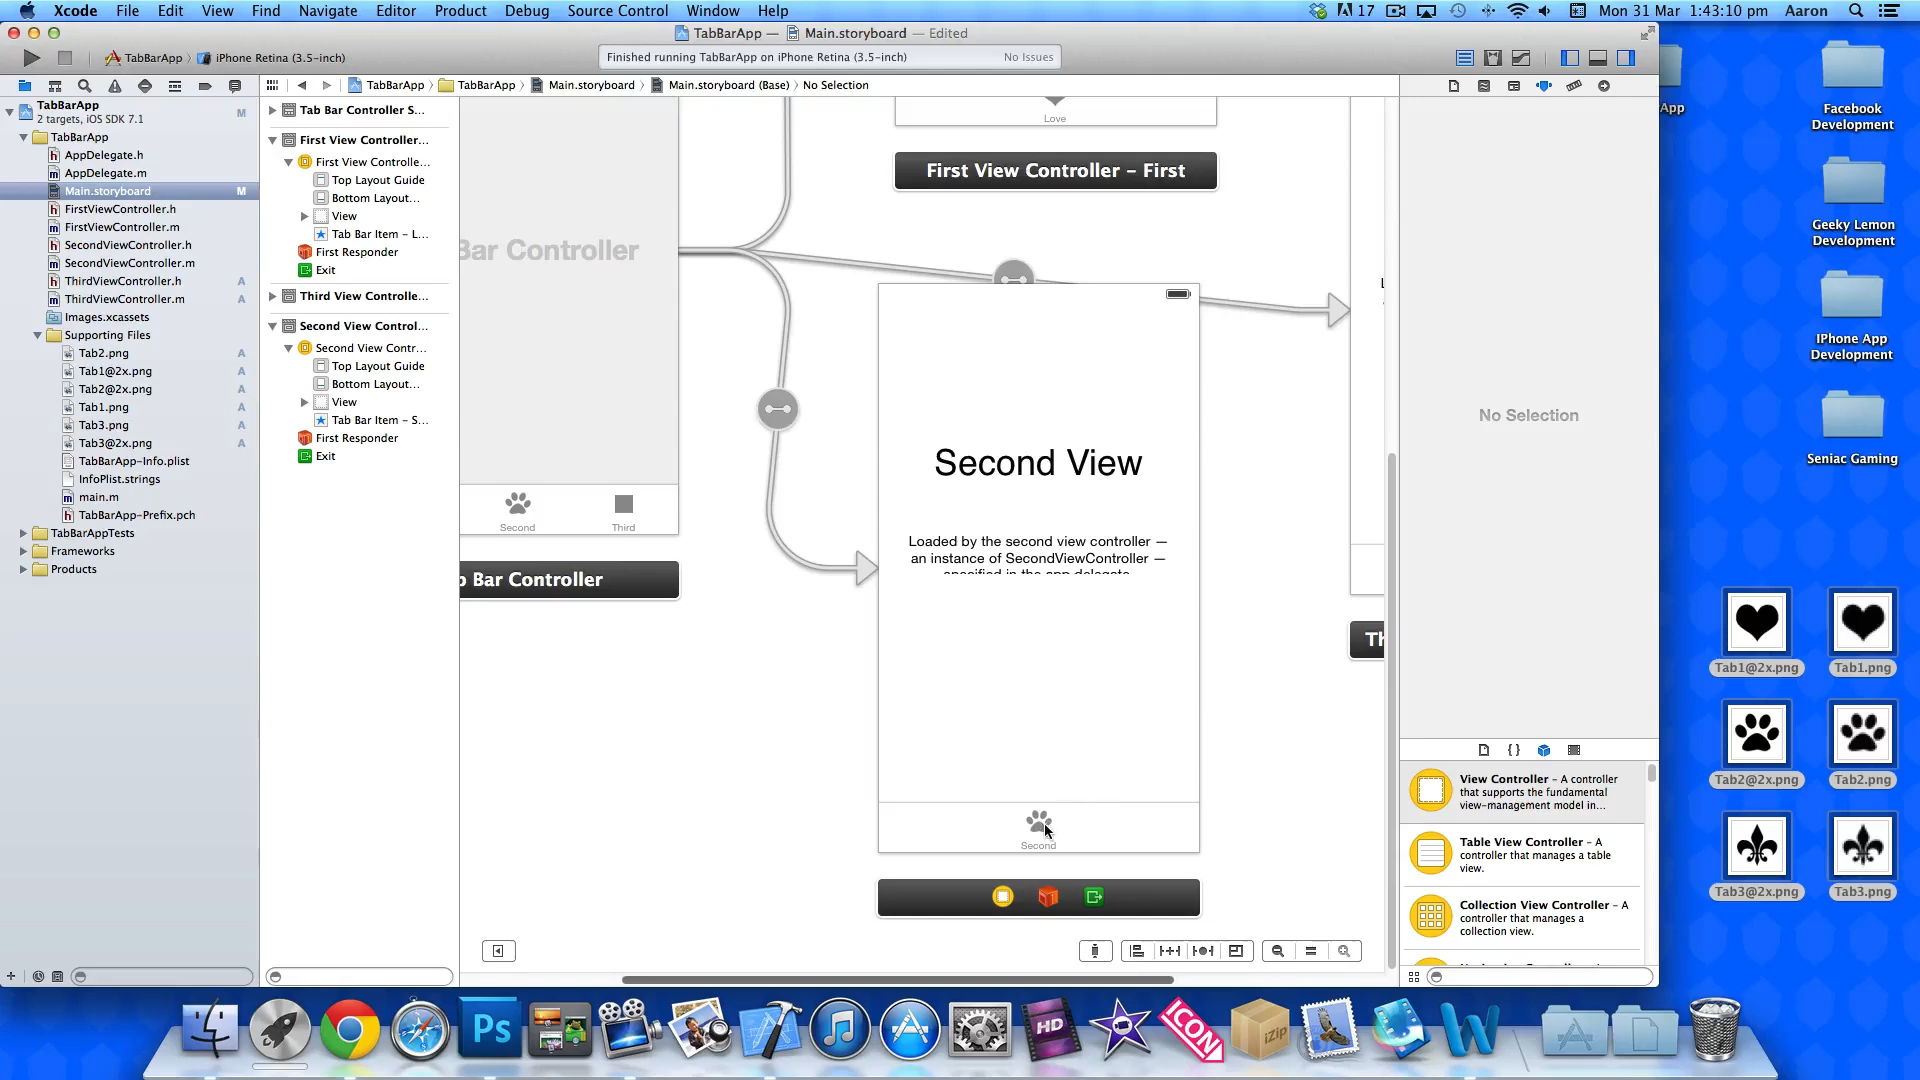 Xcode File Edit View Find Navigate Editor Product Debug Source Control Window Help
17 Mon 31 Mar 1:43:10 pm Aaron
TabBarApp — Main.storyboard — Edited
TabBarApp iPhone Retina (3.5-inch)
Finished running TabBarApp on iPhone Retina (3.5-inch) No Issues
TabBarApp TabBarApp Main.storyboard Main.storyboard (Base) No Selection
TabBarApp
2 targets, iOS SDK 7.1 M
TabBarApp
AppDelegate.h
AppDelegate.m
Main.storyboard M
FirstViewController.h
FirstViewController.m
SecondViewController.h
SecondViewController.m
ThirdViewController.h A
ThirdViewController.m A
Images.xcassets
Supporting Files
Tab2.png A
Tab1@2x.png A
Tab2@2x.png A
Tab1.png A
Tab3.png A
Tab3@2x.png A
TabBarApp-Info.plist
InfoPlist.strings
main.m
TabBarApp-Prefix.pch
TabBarAppTests
Frameworks
Products
Tab Bar Controller S...
First View Controller...
First View Controlle...
Top Layout Guide
Bottom Layout...
View
Tab Bar Item – L...
First Responder
Exit
Third View Controlle...
Second View Control...
Second View Contr...
Top Layout Guide
Bottom Layout...
View
Tab Bar Item – S...
First Responder
Exit
Bar Controller
Second Third
Bar Controller
Love
First View Controller – First
Second View
Loaded by the second view controller —
an instance of SecondViewController —
specified in the app delegate
Second
Th
No Selection
View Controller – A controller
that supports the fundamental
view-management model in...
Table View Controller – A
controller that manages a table
view.
Collection View Controller – A
controller that manages a
collection view.
App
Facebook
Development
Geeky Lemon
Development
IPhone App
Development
Seniac Gaming
Tab1@2x.png Tab1.png
Tab2@2x.png Tab2.png
Tab3@2x.png Tab3.png
Ps
HD
ICON
iZip
W